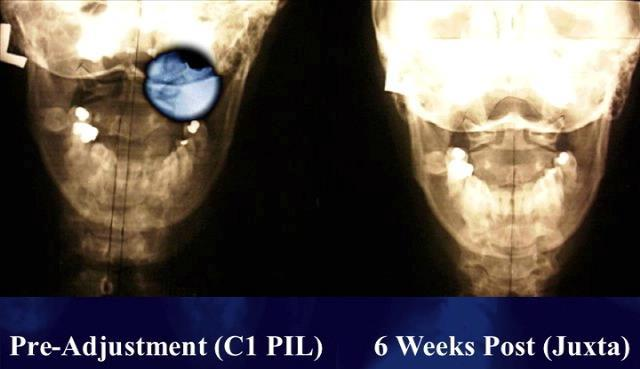 L
Pre-Adjustment (C1 PIL)
6 Weeks Post (Juxta)